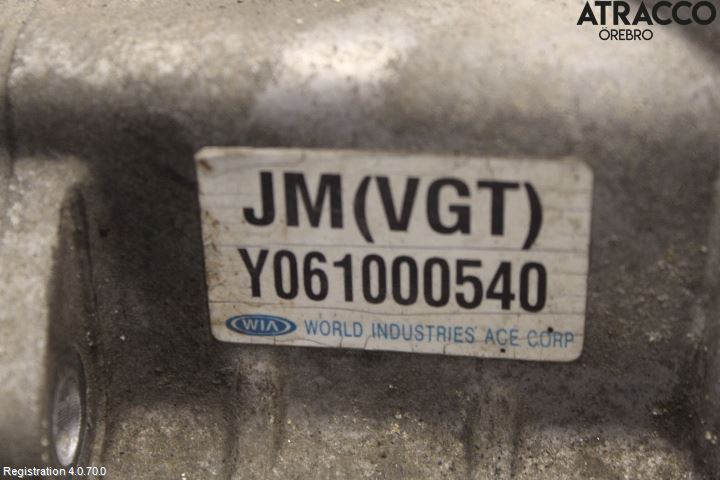 ATRACCO
ÖREBRO
JM(VGT)
Y061000540
WIA WORLD INDUSTRIES ACE CORP
Registration 4.0.70.0